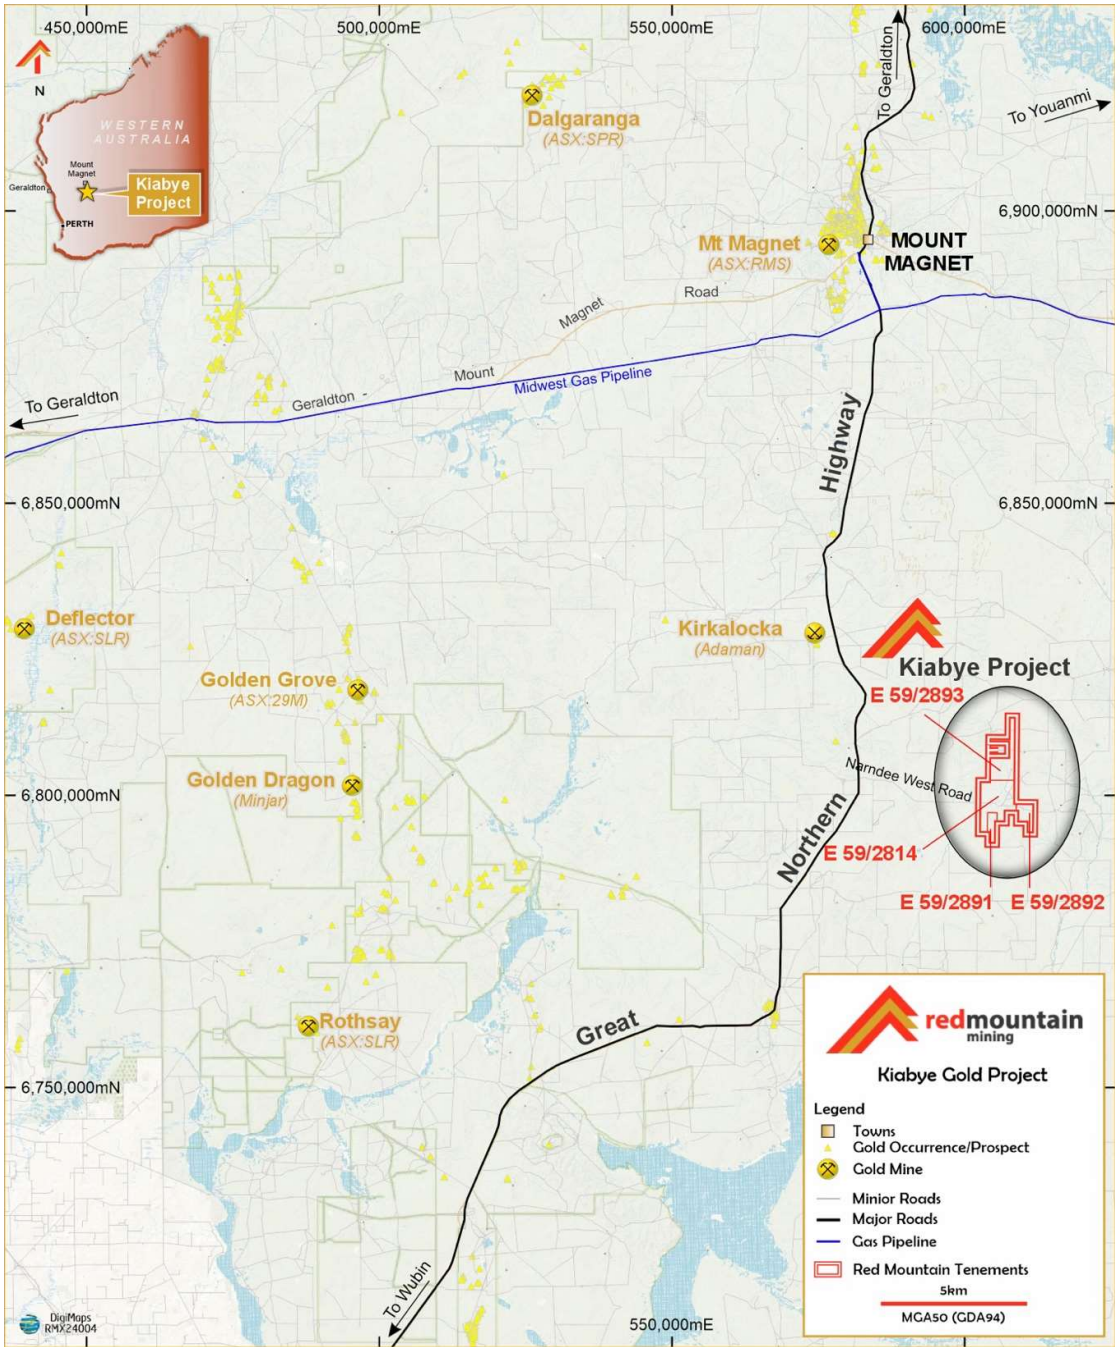 450,000mE
500,000mE
550,000mE
600,000mE
N
WESTERN
AUSTRALIA
Mount
Magnet
Geraldton
Kiabye
Project
PERTH
Dalgaranga
(ASX:SPR)
To Geraldton
To Youanmi
6,900,000mN
Mt Magnet
(ASX:RMS)
MOUNT
MAGNET
Geraldton - Mount Magnet Road
Midwest Gas Pipeline
To Geraldton
Highway
6,850,000mN
6,850,000mN
Deflector
(ASX:SLR)
Kirkalocka
(Adaman)
Golden Grove
(ASX:29M)
Kiabye Project
E 59/2893
Golden Dragon
(Minjar)
Narndee West Road
6,800,000mN
Northern
E 59/2814
E 59/2891
E 59/2892
Rothsay
(ASX:SLR)
Great
6,750,000mN
To Wubin
550,000mE
DigiMaps
RMX24004
redmountain
mining
Kiabye Gold Project
Legend
Towns
Gold Occurrence/Prospect
Gold Mine
Minior Roads
Major Roads
Gas Pipeline
Red Mountain Tenements
5km
MGA50 (GDA94)